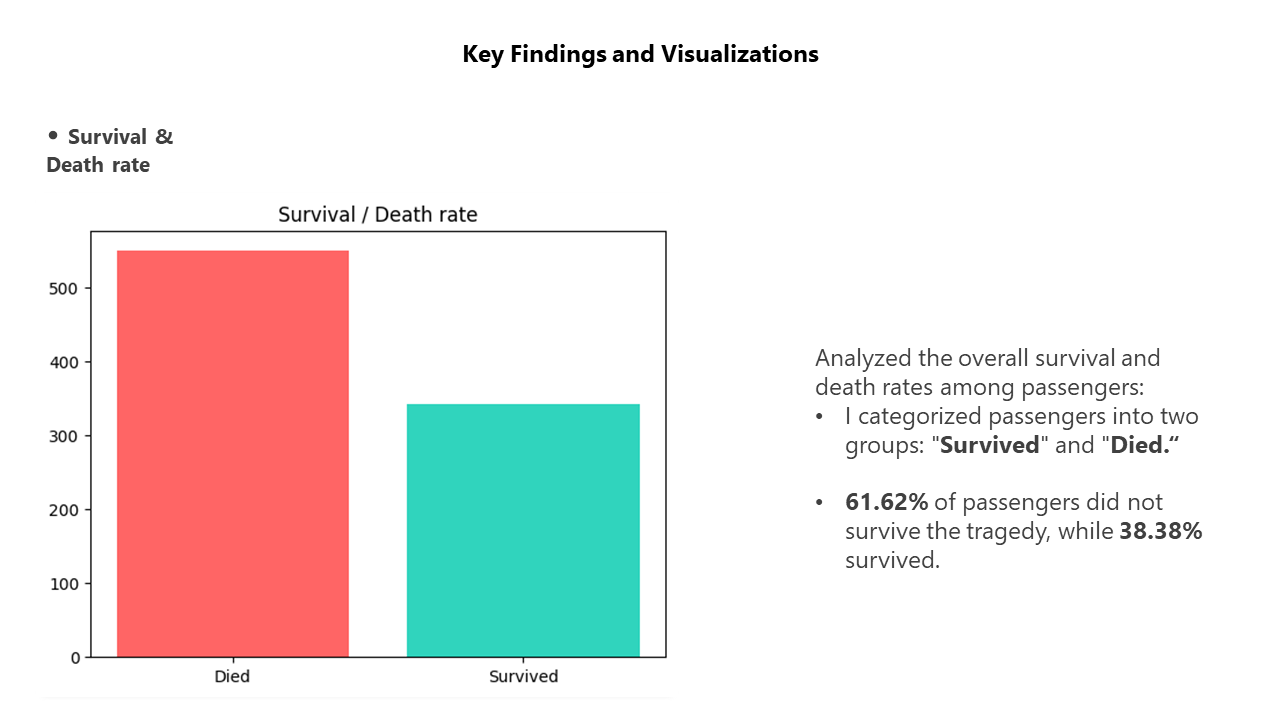 Key Findings and Visualizations
• Survival &
Death rate
Survival / Death rate
500
400
300
200
100
0
Died
Survived
Analyzed the overall survival and
death rates among passengers:
• I categorized passengers into two
groups: "Survived" and "Died.“
• 61.62% of passengers did not
survive the tragedy, while 38.38%
survived.